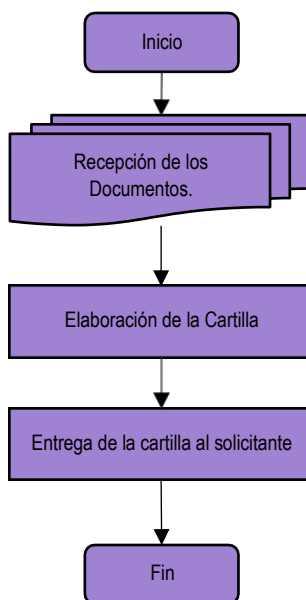 Inicio
Recepción de los
Documentos.
Elaboración de la Cartilla
Entrega de la cartilla al solicitante
Fin